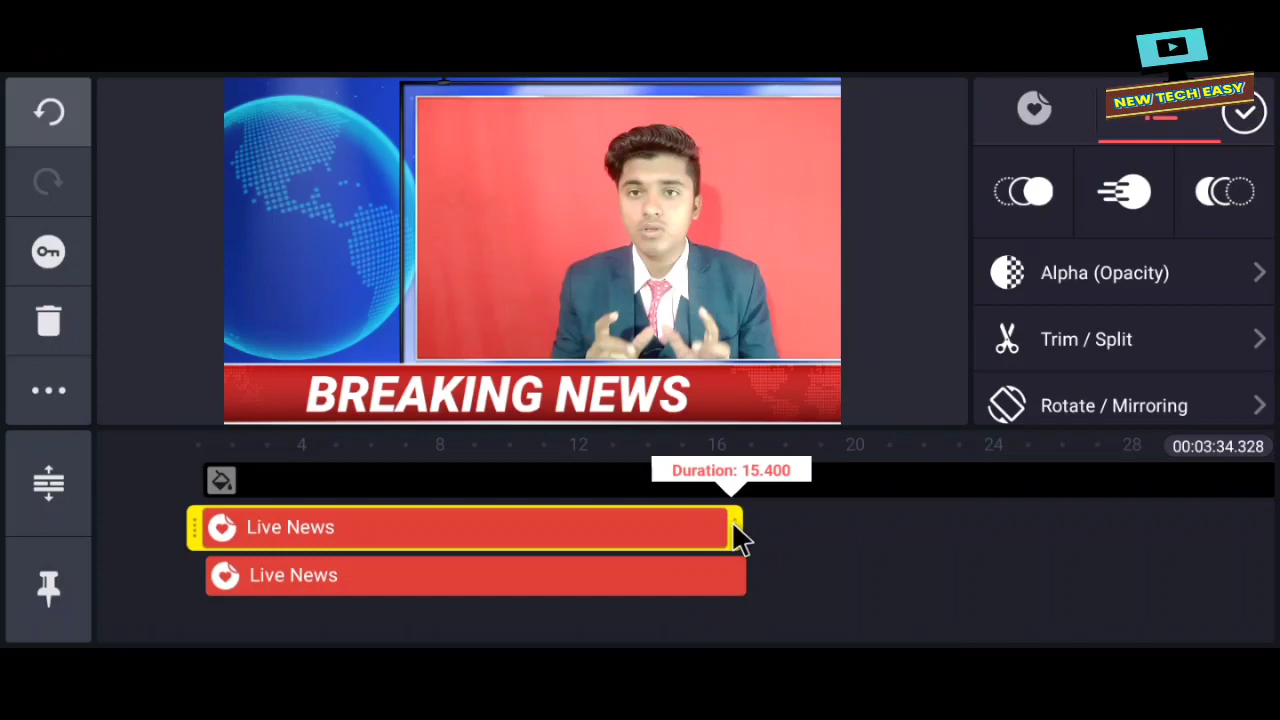 NEW TECH EASY
BREAKING NEWS
Alpha (Opacity)
Trim / Split
Rotate / Mirroring
4 8 12 16 20 24 28 00:03:34.328
Duration: 15.400
Live News
Live News